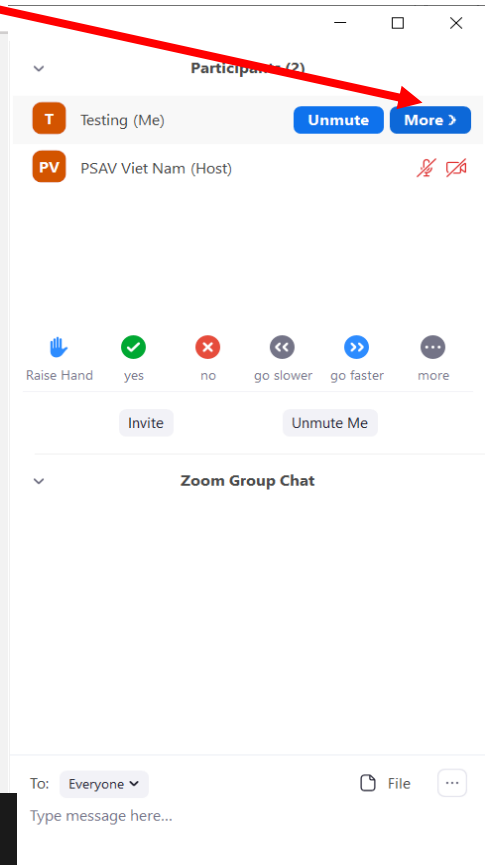 Participants (2)
T Testing (Me) Unmute More >
PV PSAV Viet Nam (Host)
Raise Hand yes no go slower go faster more
Invite Unmute Me
Zoom Group Chat
To: Everyone File ...
Type message here...